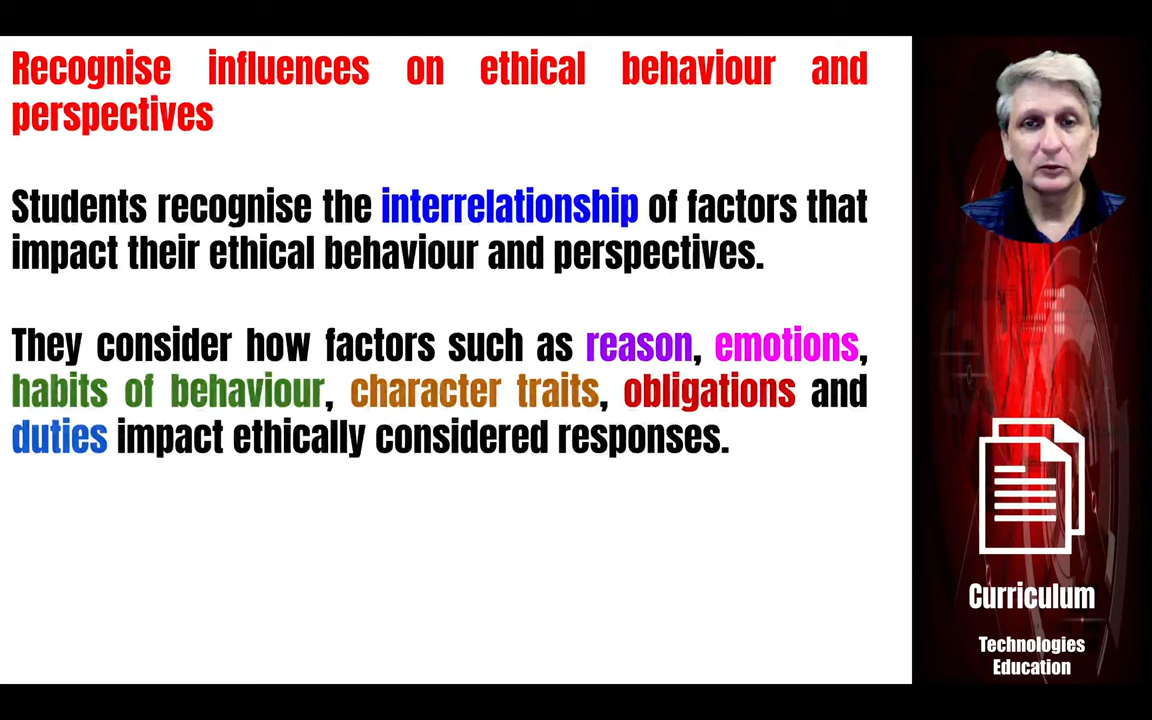 Recognise influences on ethical behaviour and
perspectives
Students recognise the interrelationship of factors that
impact their ethical behaviour and perspectives.
They consider how factors such as reason, emotions,
habits of behaviour, character traits, obligations and
duties impact ethically considered responses.
Curriculum
Technologies
Education